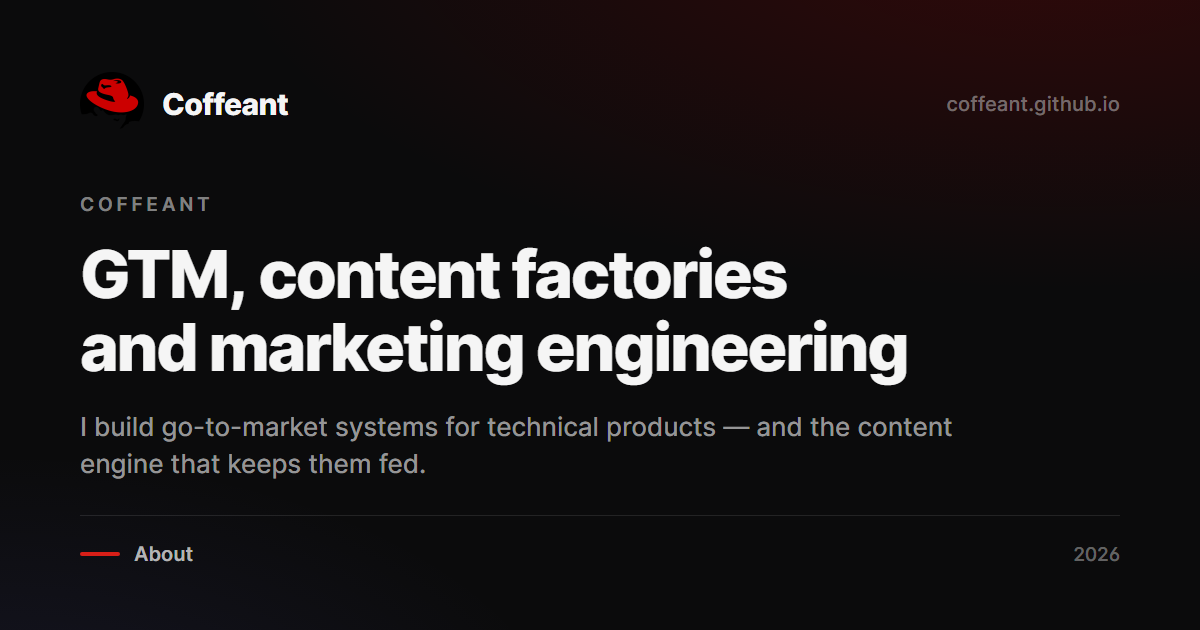 Coffeant
coffeant.github.io
COFFEANT
GTM, content factories
and marketing engineering
I build go-to-market systems for technical products — and the content
engine that keeps them fed.
About
2026